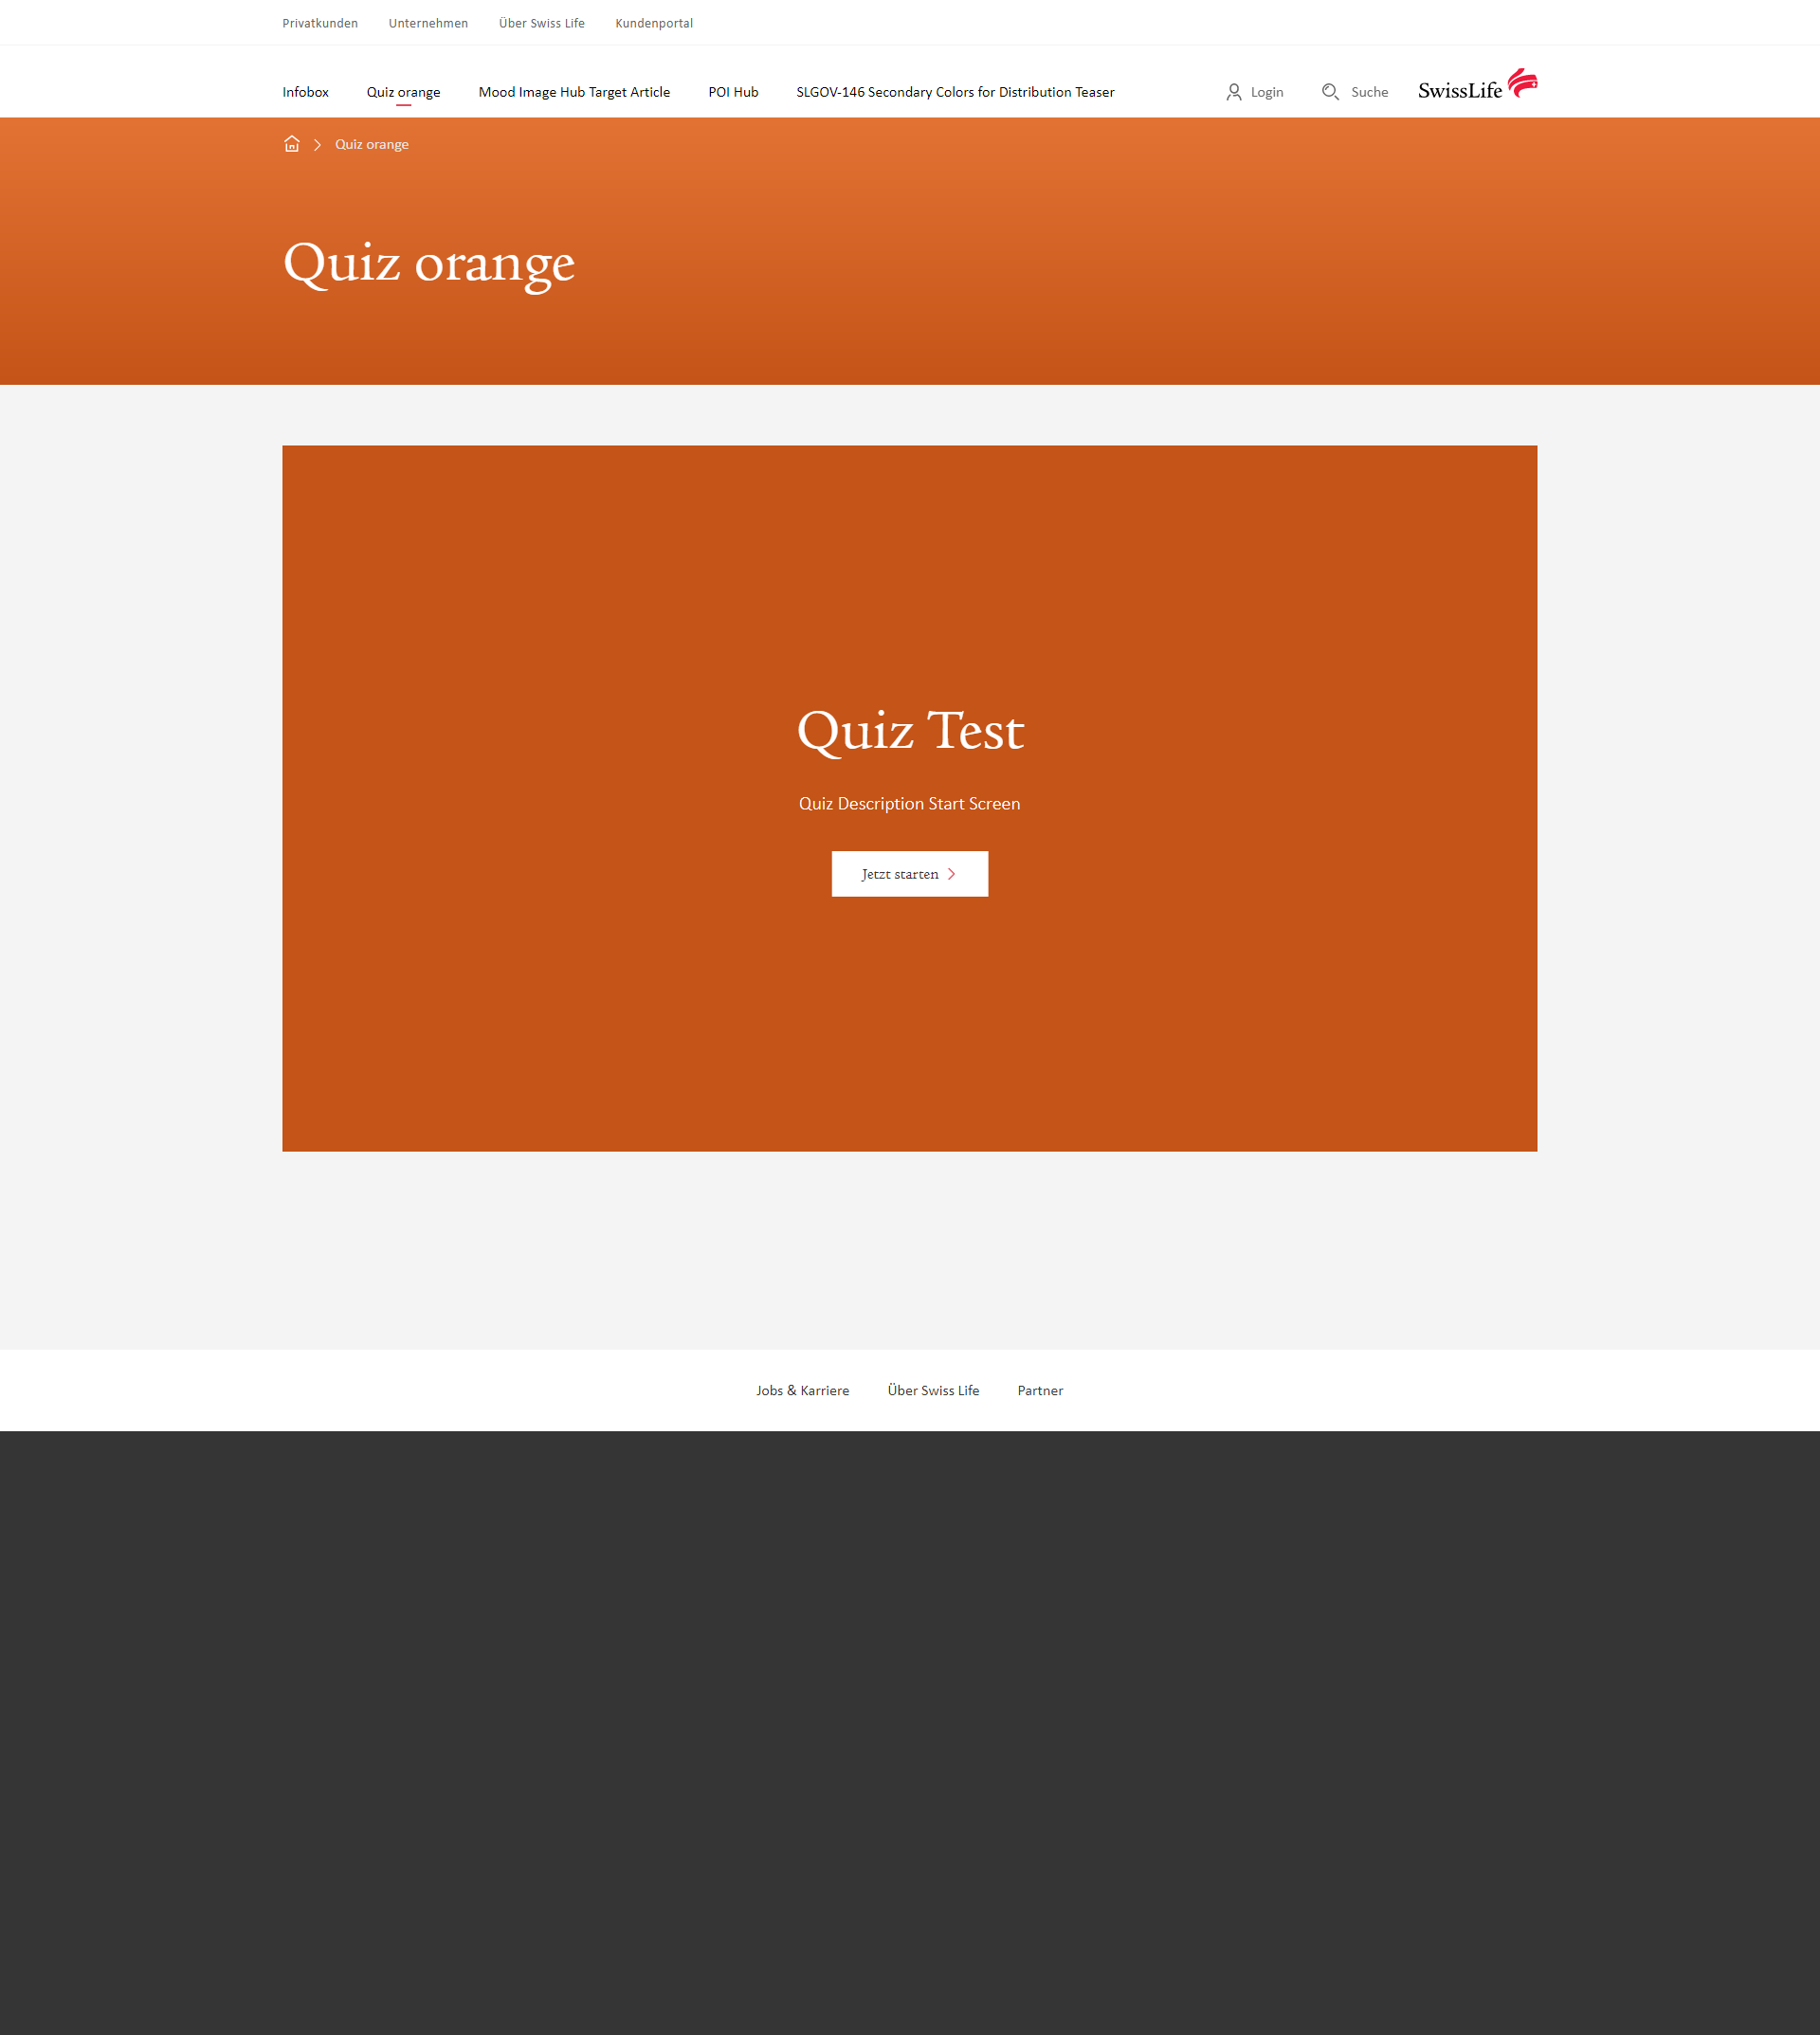 Privatkunden Unternehmen Über Swiss Life Kundenportal
Infobox Quiz orange Mood Image Hub Target Article POI Hub SLGOV-146 Secondary Colors for Distribution Teaser Login Suche SwissLife
Quiz orange
Quiz orange
Quiz Test
Quiz Description Start Screen
Jetzt starten
Jobs & Karriere Über Swiss Life Partner